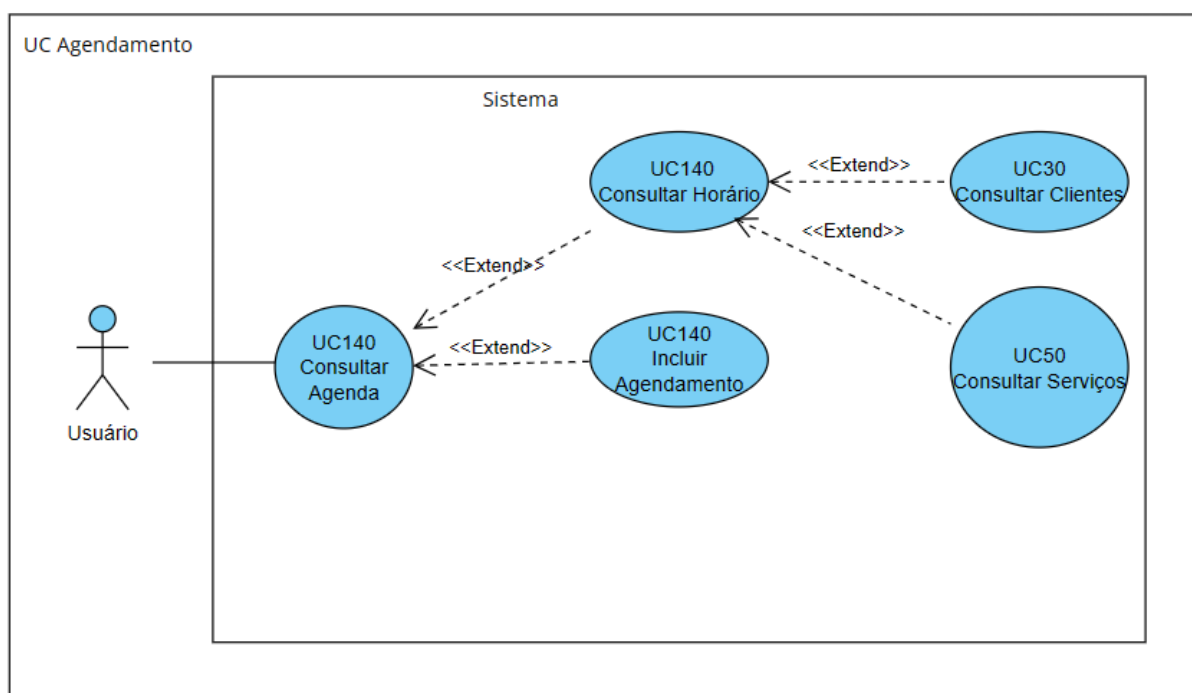 UC Agendamento
Sistema
UC140
Consultar Horário
<<Extend>>
UC30
Consultar Clientes
<<Extend>>
<<Extend>>
UC140
Consultar
Agenda
<<Extend>>
UC140
Incluir
Agendamento
UC50
Consultar Serviços
Usuário